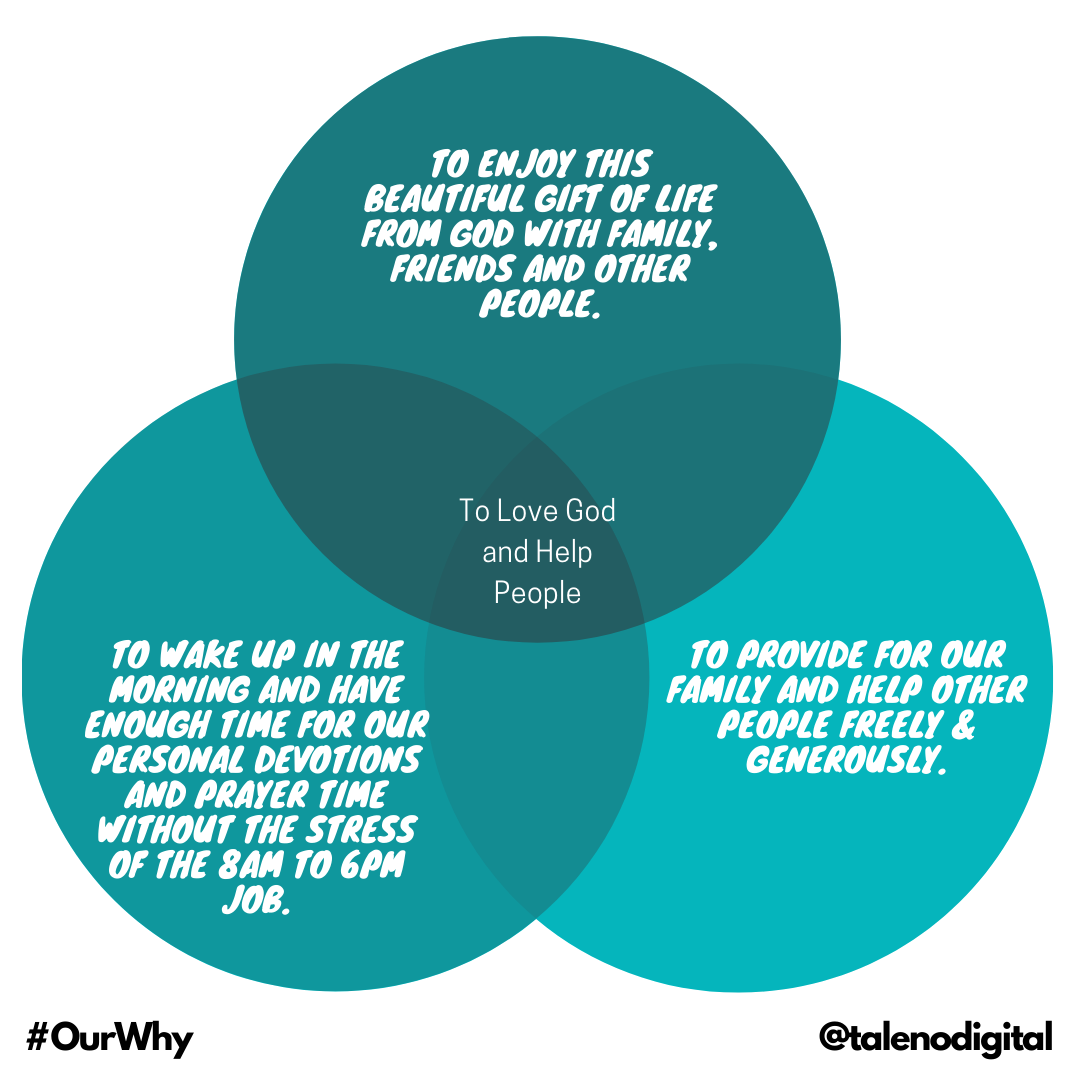 TO ENJOY THIS
BEAUTIFUL GIFT OF LIFE
FROM GOD WITH FAMILY,
FRIENDS AND OTHER
PEOPLE.
To Love God
and Help
People
TO WAKE UP IN THE
MORNING AND HAVE
ENOUGH TIME FOR OUR
PERSONAL DEVOTIONS
AND PRAYER TIME
WITHOUT THE STRESS
OF THE 8AM TO 6PM
JOB.
TO PROVIDE FOR OUR
FAMILY AND HELP OTHER
PEOPLE FREELY &
GENEROUSLY.
#OurWhy
@talenodigital